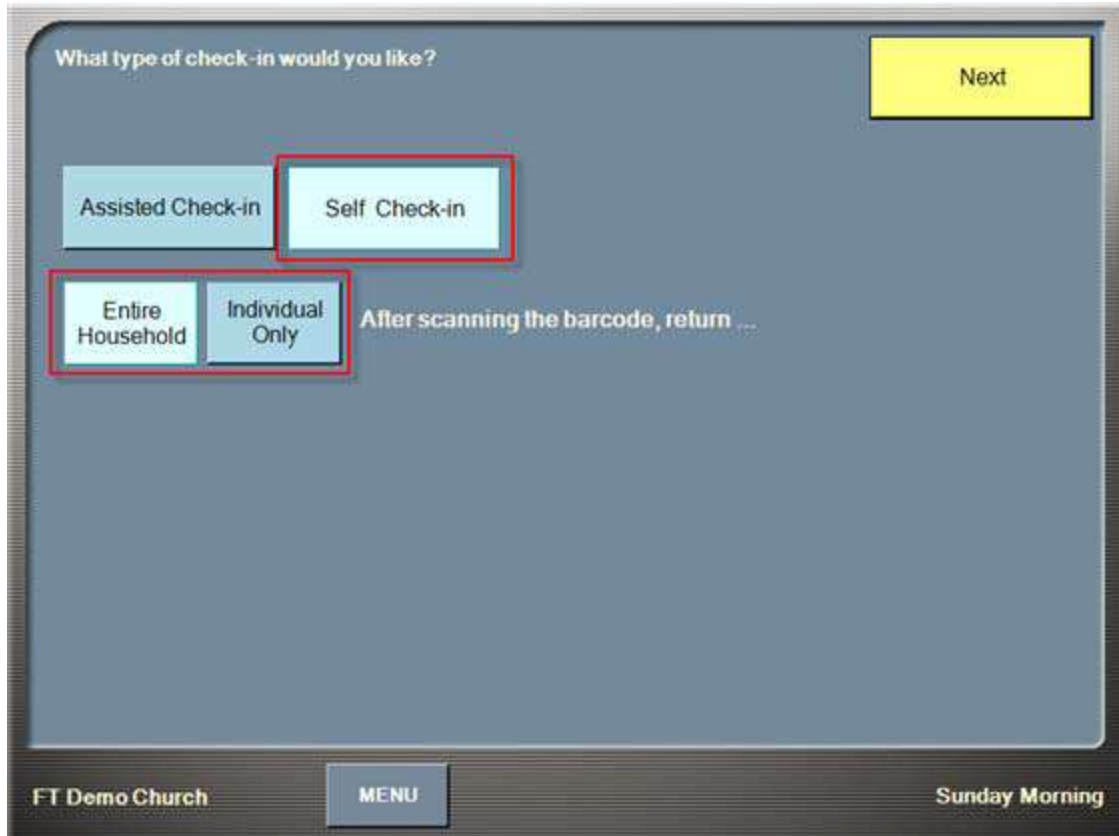 What type of check-in would you like?
Next
Assisted Check-in
Self Check-in
Entire
Household
Individual
Only
After scanning the barcode, return ...
FT Demo Church
MENU
Sunday Morning